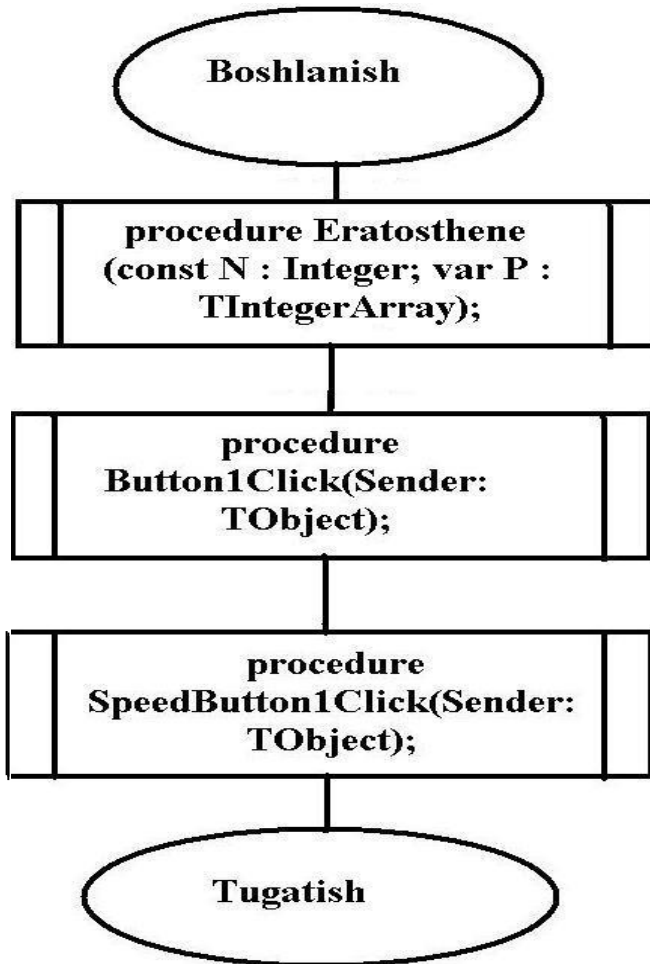 Boshlanish
procedure Eratosthene
(const N : Integer; var P :
TIntegerArray);
procedure
Button1Click(Sender:
TObject);
procedure
SpeedButton1Click(Sender:
TObject);
Tugatish